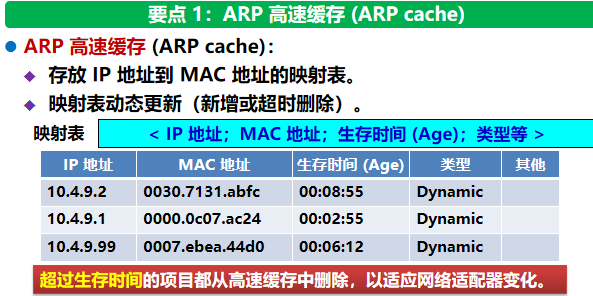 要点 1：ARP 高速缓存 (ARP cache)
ARP 高速缓存 (ARP cache)：
存放 IP 地址到 MAC 地址的映射表。
映射表动态更新（新增或超时删除）。
映射表 < IP 地址；MAC 地址；生存时间 (Age)；类型等 >
IP 地址 MAC 地址 生存时间 (Age) 类型 其他
10.4.9.2 0030.7131.abfc 00:08:55 Dynamic
10.4.9.1 0000.0c07.ac24 00:02:55 Dynamic
10.4.9.99 0007.ebea.44d0 00:06:12 Dynamic
超过生存时间的项目都从高速缓存中删除，以适应网络适配器变化。